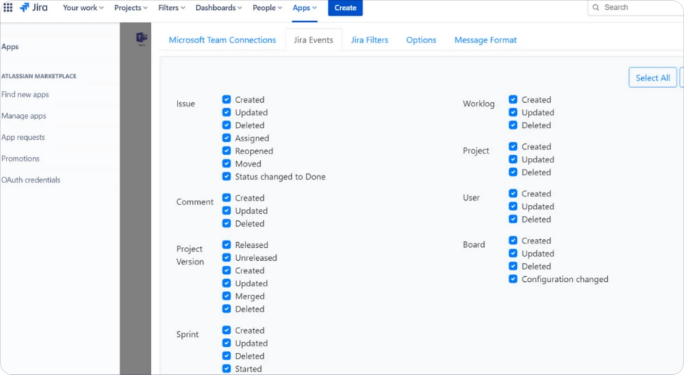 Jira Your work Projects Filters Dashboards People Apps Create Search
Apps
ATLASSIAN MARKETPLACE
Find new apps
Manage apps
App requests
Promotions
OAuth credentials
Microsoft Team Connections Jira Events Jira Filters Options Message Format
Select All
Issue
Created
Updated
Deleted
Assigned
Reopened
Moved
Status changed to Done
Comment
Created
Updated
Deleted
Project
Version
Released
Unreleased
Created
Updated
Merged
Deleted
Sprint
Created
Updated
Deleted
Started
Worklog
Created
Updated
Deleted
Project
Created
Updated
Deleted
User
Created
Updated
Deleted
Board
Created
Updated
Deleted
Configuration changed